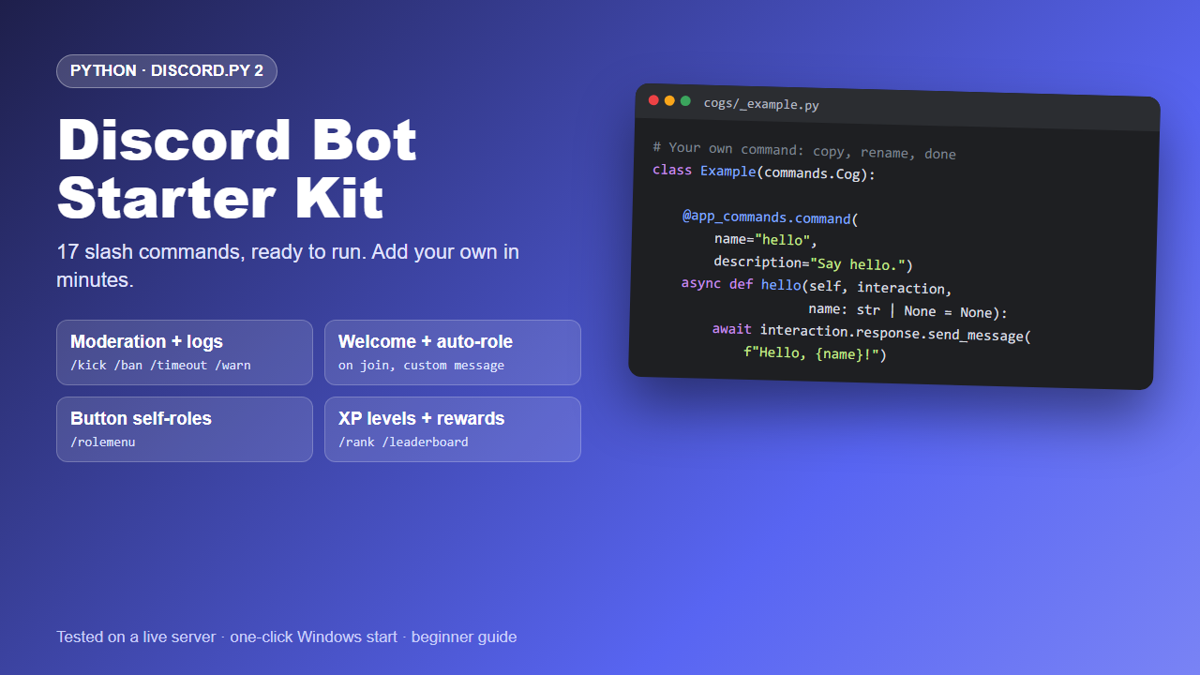 PYTHON · DISCORD.PY 2
Discord Bot
Starter Kit
17 slash commands, ready to run. Add your own in
minutes.
Moderation + logs
/kick /ban /timeout /warn
Welcome + auto-role
on join, custom message
Button self-roles
/rolemenu
XP levels + rewards
/rank /leaderboard
Tested on a live server · one-click Windows start · beginner guide
cogs/_example.py
# Your own command: copy, rename, done
class Example(commands.Cog):
@app_commands.command(
name="hello",
description="Say hello.")
async def hello(self, interaction,
name: str | None = None):
await interaction.response.send_message(
f"Hello, {name}!")